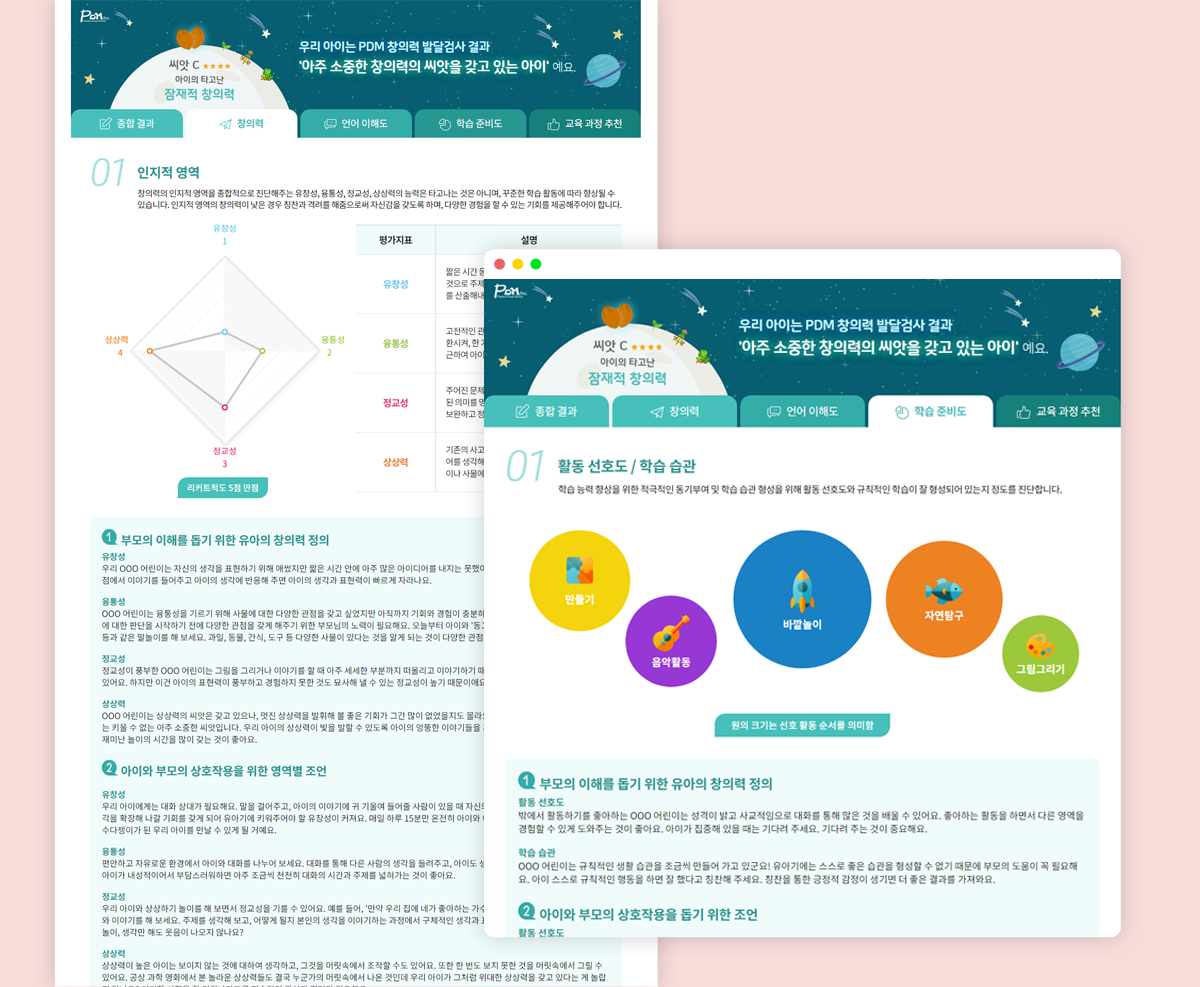 PDM
씨앗 C ★★★★
아이의 타고난
잠재적 창의력
우리 아이는 PDM 창의력 발달검사 결과
'아주 소중한 창의력의 씨앗을 갖고 있는 아이' 예요.
종합 결과
창의력
언어 이해도
학습 준비도
교육 과정 추천
01 인지적 영역
창의력의 인지적 영역을 종합적으로 진단해주는 유창성, 융통성, 정교성, 상상력의 능력은 타고나는 것은 아니며, 꾸준한 학습 활동에 따라 향상될 수
있습니다. 인지적 영역의 창의력이 낮은 경우 칭찬과 격려를 해줌으로써 자신감을 갖도록 하며, 다양한 경험을 할 수 있는 기회를 제공해주어야 합니다.
유창성
1
상상력
4
융통성
2
정교성
3
리커트척도 5점 만점
평가지표
설명
유창성
짧은 시간 동
것으로 주제
를 산출해내
융통성
고전적인 관
환시켜, 한 가
근하여 아이
정교성
주어진 문제
된 의미를 명
보완하고 정
상상력
기존의 사고
어를 생각해
이나 사물에
1 부모의 이해를 돕기 위한 유아의 창의력 정의
유창성
우리 OOO 어린이는 자신의 생각을 표현하기 위해 애썼지만 짧은 시간 안에 아주 많은 아이디어를 내지는 못했어
점에서 이야기를 들어주고 아이의 생각에 반응해 주면 아이의 생각과 표현력이 빠르게 자라나요.
융통성
OOO 어린이는 융통성을 기르기 위해 사물에 대한 다양한 관점을 갖고 싶었지만 아직까지 기회와 경험이 충분하
에 대한 판단을 시작하기 전에 다양한 관점을 갖게 해주기 위한 부모님의 노력이 필요해요. 오늘부터 아이와 '동그
등과 같은 말놀이를 해 보세요. 과일, 동물, 간식, 도구 등 다양한 사물이 있다는 것을 알게 되는 것이 다양한 관점
정교성
정교성이 풍부한 OOO 어린이는 그림을 그리거나 이야기를 할 때 아주 세세한 부분까지 떠올리고 이야기하기 때
있어요. 하지만 이건 아이의 표현력이 풍부하고 경험하지 못한 것도 묘사해 낼 수 있는 정교성이 높기 때문이에요
상상력
OOO 어린이는 상상력의 씨앗은 갖고 있으나, 멋진 상상력을 발휘해 볼 좋은 기회가 그간 많이 없었을지도 몰라요
는 키울 수 없는 아주 소중한 씨앗입니다. 우리 아이의 상상력이 빛을 발할 수 있도록 아이의 엉뚱한 이야기들을
재미난 놀이의 시간을 많이 갖는 것이 좋아요.
2 아이와 부모의 상호작용을 위한 영역별 조언
유창성
우리 아이에게는 대화 상대가 필요해요. 말을 걸어주고, 아이의 이야기에 귀 기울여 들어줄 사람이 있을 때 자신의
각을 확장해 나갈 기회를 갖게 되어 유아기에 키워주어야 할 유창성이 커져요. 매일 하루 15분만 온전히 아이와
수다쟁이가 된 우리 아이를 만날 수 있게 될 거예요.
융통성
편안하고 자유로운 환경에서 아이와 대화를 나누어 보세요. 대화를 통해 다른 사람의 생각을 들려주고, 아이도 생
아이가 내성적이어서 부담스러워하면 아주 조금씩 천천히 대화의 시간과 주제를 넓혀가는 것이 좋아요.
정교성
우리 아이와 상상하기 놀이를 해 보면서 정교성을 기를 수 있어요. 예를 들어, '만약 우리 집에 네가 좋아하는 가수
와 이야기를 해 보세요. 주제를 생각해 보고, 어떻게 될지 본인의 생각을 이야기하는 과정에서 구체적인 생각과
놀이, 생각만 해도 웃음이 나오지 않나요?
상상력
상상력이 높은 아이는 보이지 않는 것에 대하여 생각하고, 그것을 머릿속에서 조작할 수도 있어요. 또한 한 번도 보지 못한 것을 머릿속에서 그릴 수
있어요. 공상 과학 영화에서 본 놀라운 상상력들도 결국 누군가의 머릿속에서 나온 것인데 우리 아이가 그처럼 위대한 상상력을 갖고 있다는 게 놀랍
PDM
씨앗 C ★★★★
아이의 타고난
잠재적 창의력
우리 아이는 PDM 창의력 발달검사 결과
'아주 소중한 창의력의 씨앗을 갖고 있는 아이' 예요.
종합 결과
창의력
언어 이해도
학습 준비도
교육 과정 추천
01 활동 선호도 / 학습 습관
학습 능력 향상을 위한 적극적인 동기부여 및 학습 습관 형성을 위해 활동 선호도와 규칙적인 학습이 잘 형성되어 있는지 정도를 진단합니다.
만들기
음악활동
바깥놀이
자연탐구
그림그리기
원의 크기는 선호 활동 순서를 의미함
1 부모의 이해를 돕기 위한 유아의 창의력 정의
활동 선호도
밖에서 활동하기를 좋아하는 OOO 어린이는 성격이 밝고 사교적임으로 대화를 통해 많은 것을 배울 수 있어요. 좋아하는 활동을 하면서 다른 영역을
경험할 수 있게 도와주는 것이 좋아요. 아이가 집중해 있을 때는 기다려 주세요. 기다려 주는 것이 중요해요.
학습 습관
OOO 어린이는 규칙적인 생활 습관을 조금씩 만들어 가고 있군요! 유아기에는 스스로 좋은 습관을 형성할 수 없기 때문에 부모의 도움이 꼭 필요해
요. 아이 스스로 규칙적인 행동을 하면 잘 했다고 칭찬해 주세요. 칭찬을 통한 긍정적 감정이 생기면 더 좋은 결과를 가져와요.
2 아이와 부모의 상호작용을 돕기 위한 조언
활동 선호도